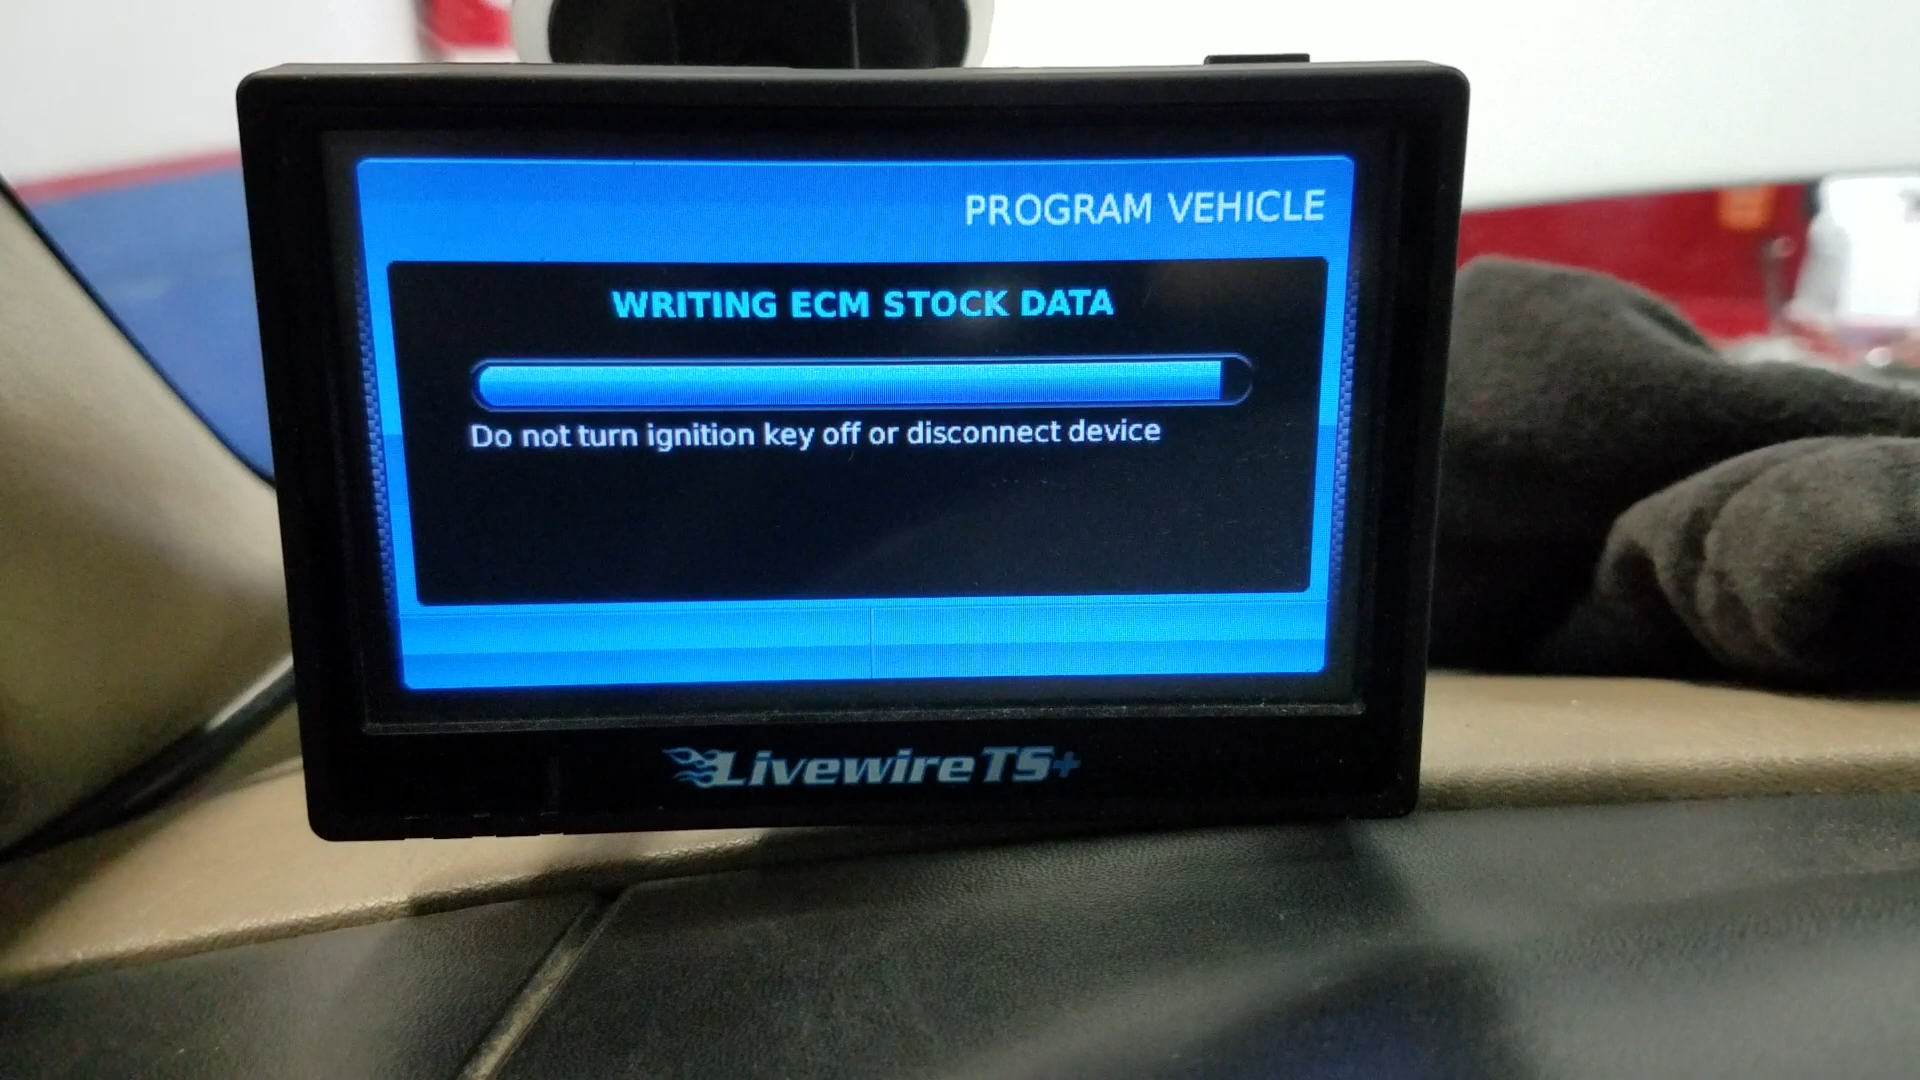 PROGRAM VEHICLE
WRITING ECM STOCK DATA
Do not turn ignition key off or disconnect device
Livewire TS+